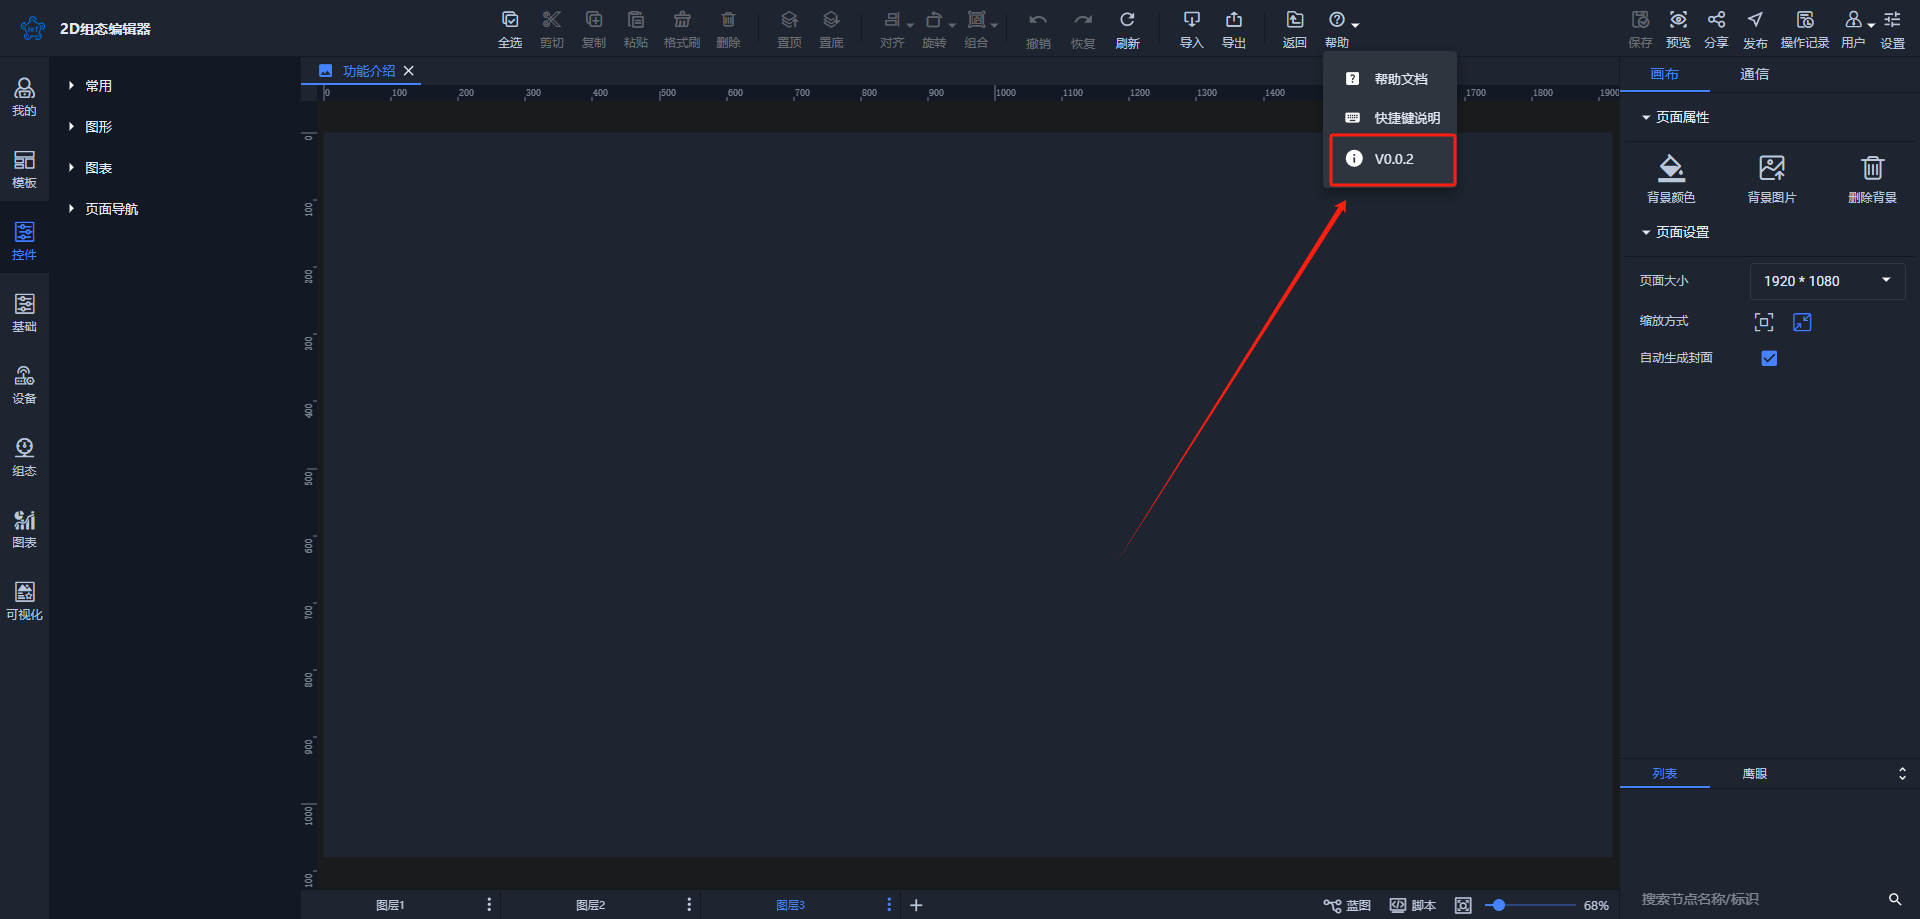 2D组态编辑器
全选 剪切 复制 粘贴 格式刷 删除 置顶 置底 对齐 旋转 组合 撤销 恢复 刷新 导入 导出 返回 帮助 保存 预览 分享 发布 操作记录 用户 设置
我的
模板
控件
基础
设备
组态
图表
可视化
常用
图形
图表
页面导航
功能介绍
0 100 200 300 400 500 600 700 800 900 1000 1100 1200 1300 1400 1700 1800 1900
0
100
200
300
400
500
600
700
800
900
1000
100
帮助文档
快捷键说明
V0.0.2
画布 通信
页面属性
背景颜色 背景图片 删除背景
页面设置
页面大小 1920 * 1080
缩放方式
自动生成封面
列表 鹰眼
搜索节点名称/标识
图层1 图层2 图层3 蓝图 脚本 68%